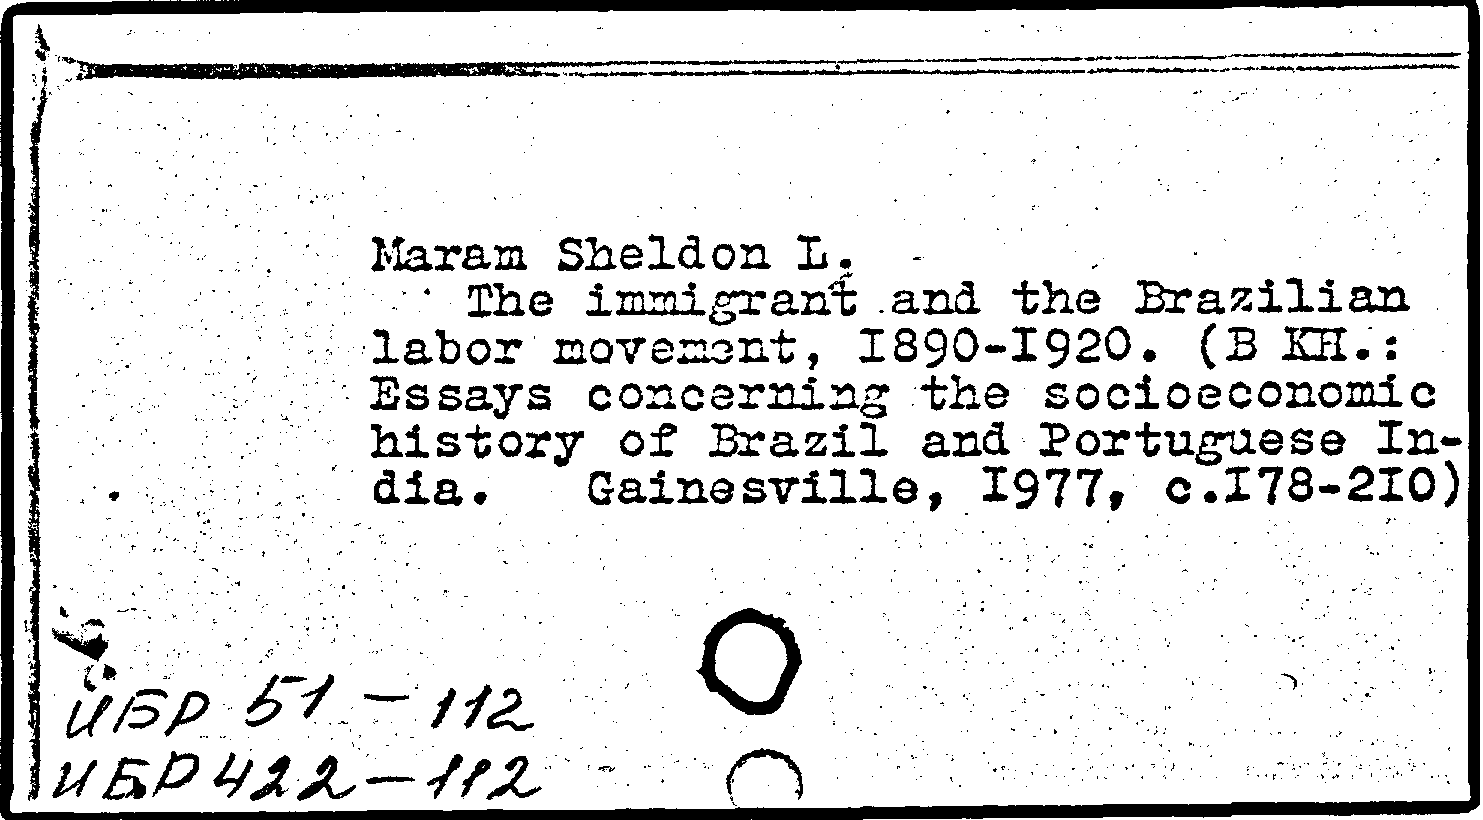 Maram Sheldon L.
The immigrant and the Brazilian
labor movement, I890-I920. (В кн.:
Essays concerning the socioeconomic
history of Brazil and Portuguese In-
dia. Gainesville, I977, c.I78-2I0)
ИБР 51 - 112
ИБР 422-112